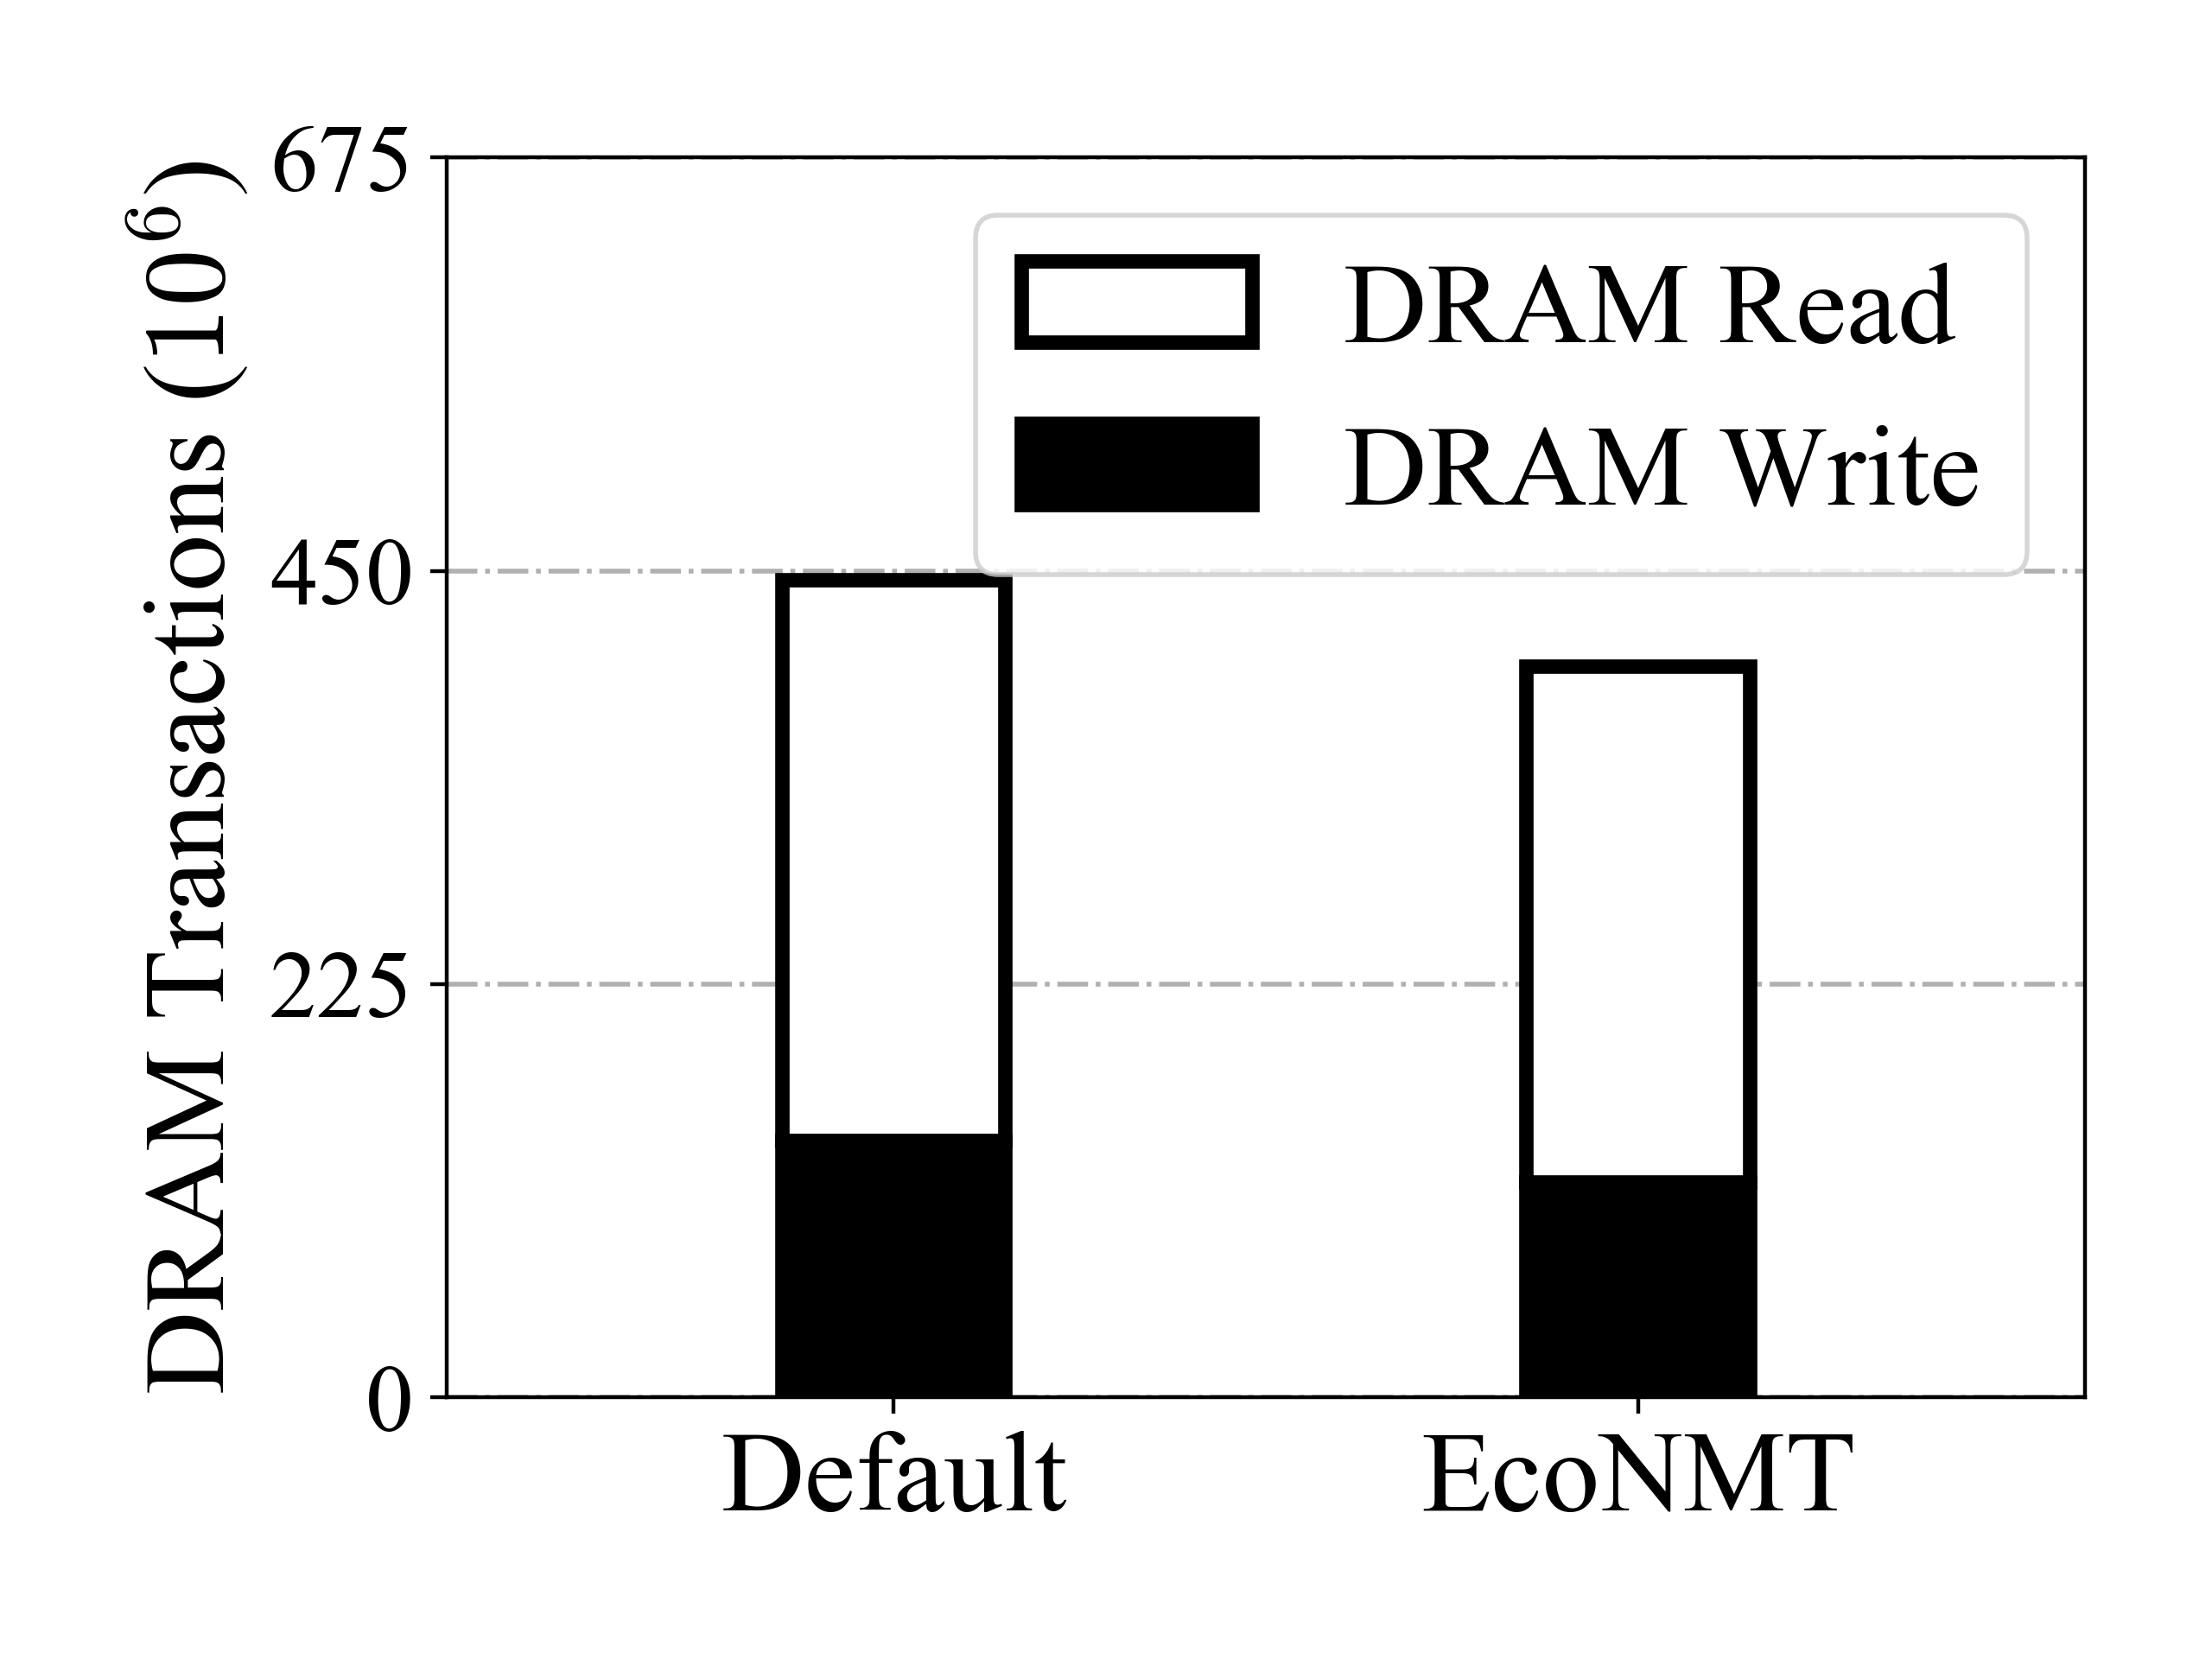 DRAM Transactions (10⁶)
675
450
225
0
DRAM Read
DRAM Write
Default
EcoNMT